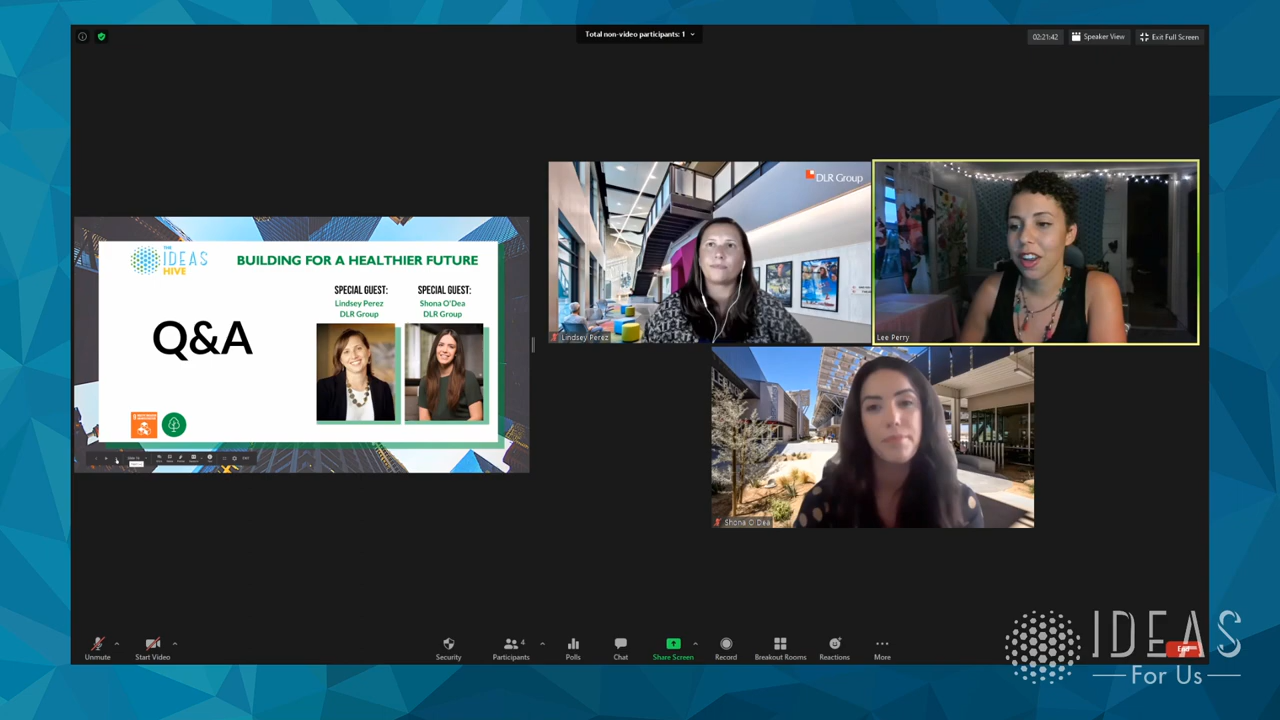 Total non-video participants: 1
02:21:42
Speaker View
Exit Full Screen
THE
IDEAS
HIVE
BUILDING FOR A HEALTHIER FUTURE
SPECIAL GUEST:
Lindsey Perez
DLR Group
SPECIAL GUEST:
Shona O'Dea
DLR Group
Q&A
DLR Group
Lindsey Perez
Lee Perry
Shona O Dea
Unmute
Start Video
Security
Participants
4
Polls
Chat
Share Screen
Record
Breakout Rooms
Reactions
More
End
IDEAS
For Us